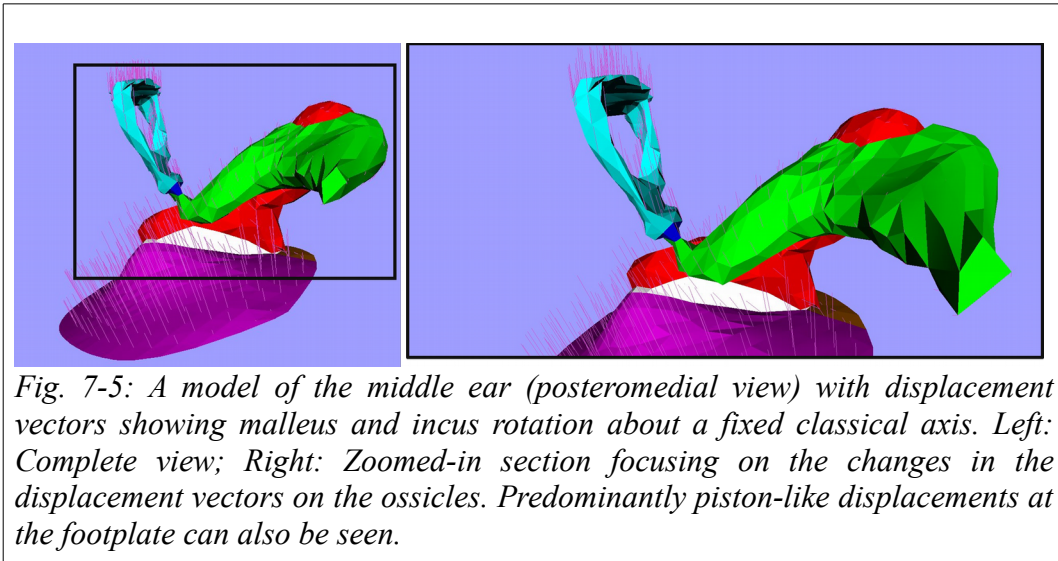 Fig. 7-5: A model of the middle ear (posteromedial view) with displacement
vectors showing malleus and incus rotation about a fixed classical axis. Left:
Complete view; Right: Zoomed-in section focusing on the changes in the
displacement vectors on the ossicles. Predominantly piston-like displacements at
the footplate can also be seen.